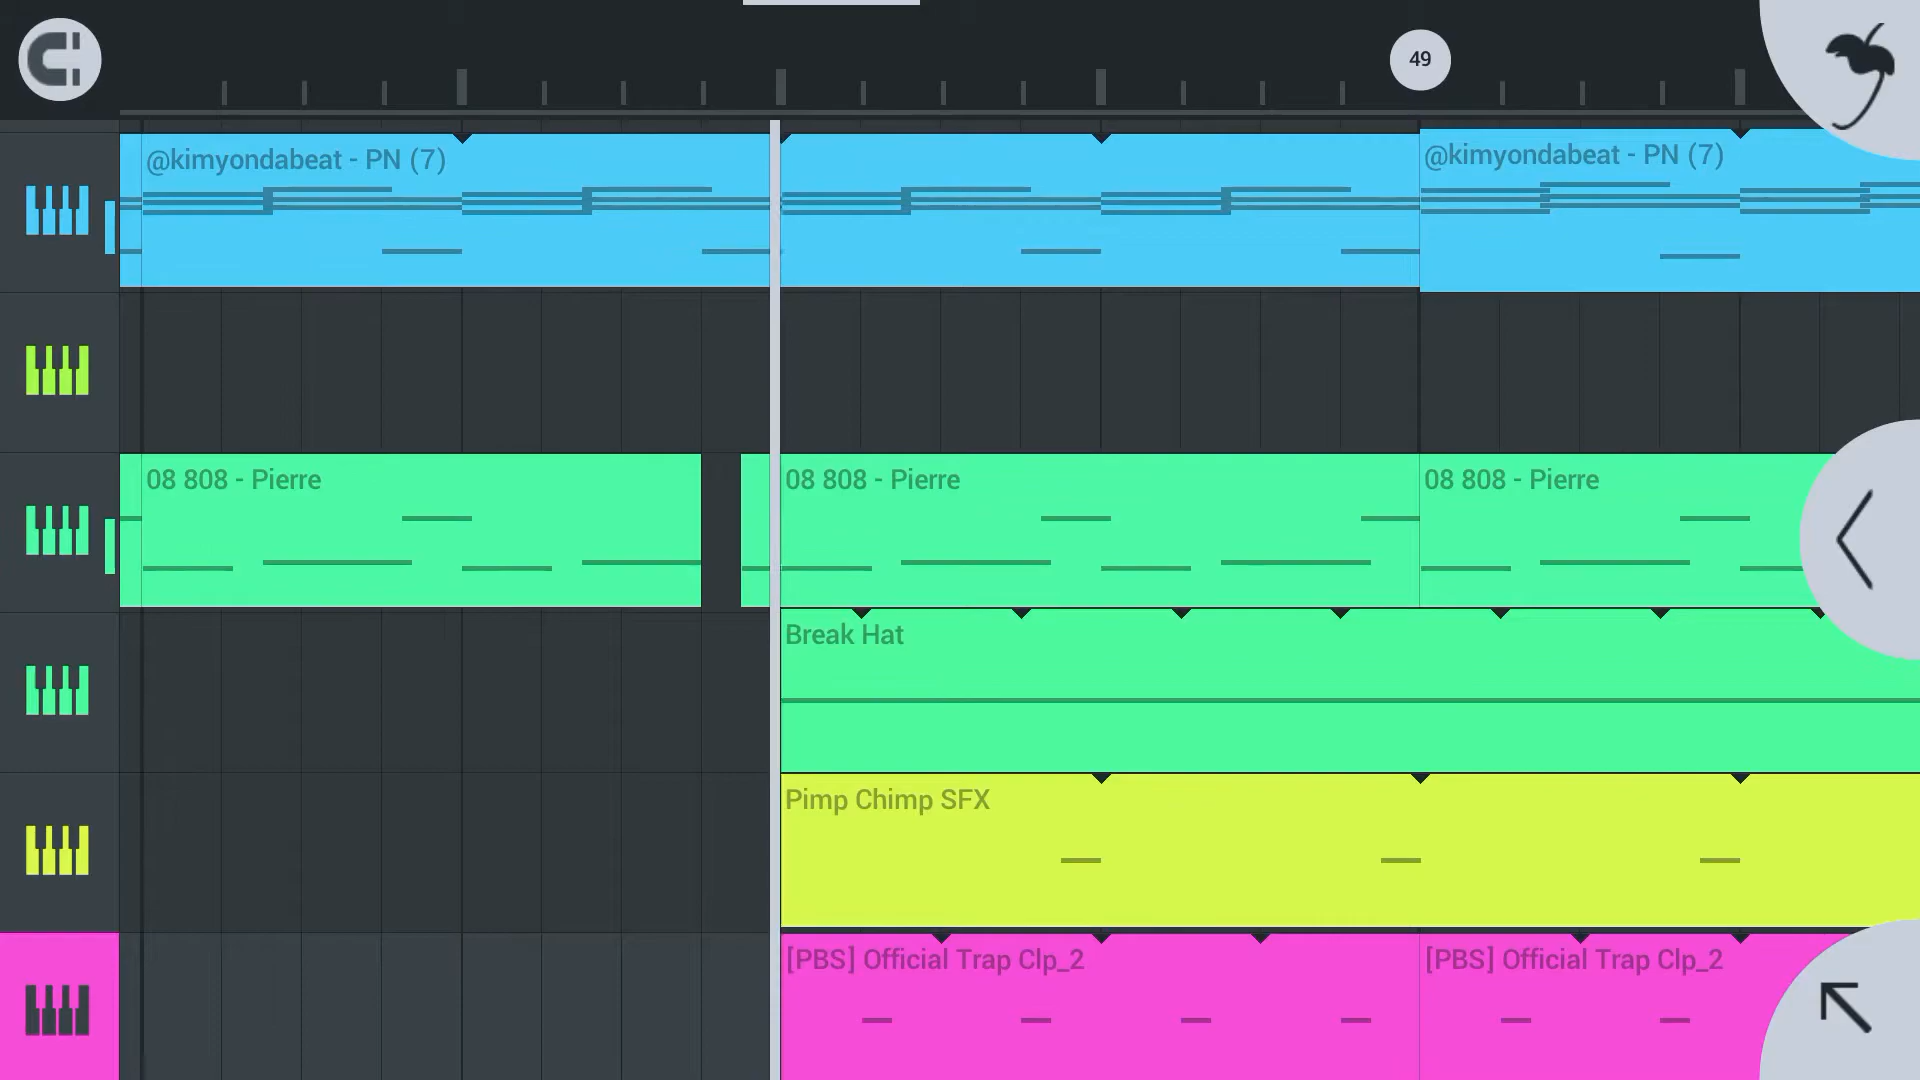 49
@kimyondabeat - PN (7)
@kimyondabeat - PN (7)
08 808 - Pierre
08 808 - Pierre
08 808 - Pierre
Break Hat
Pimp Chimp SFX
[PBS] Official Trap Clp_2
[PBS] Official Trap Clp_2